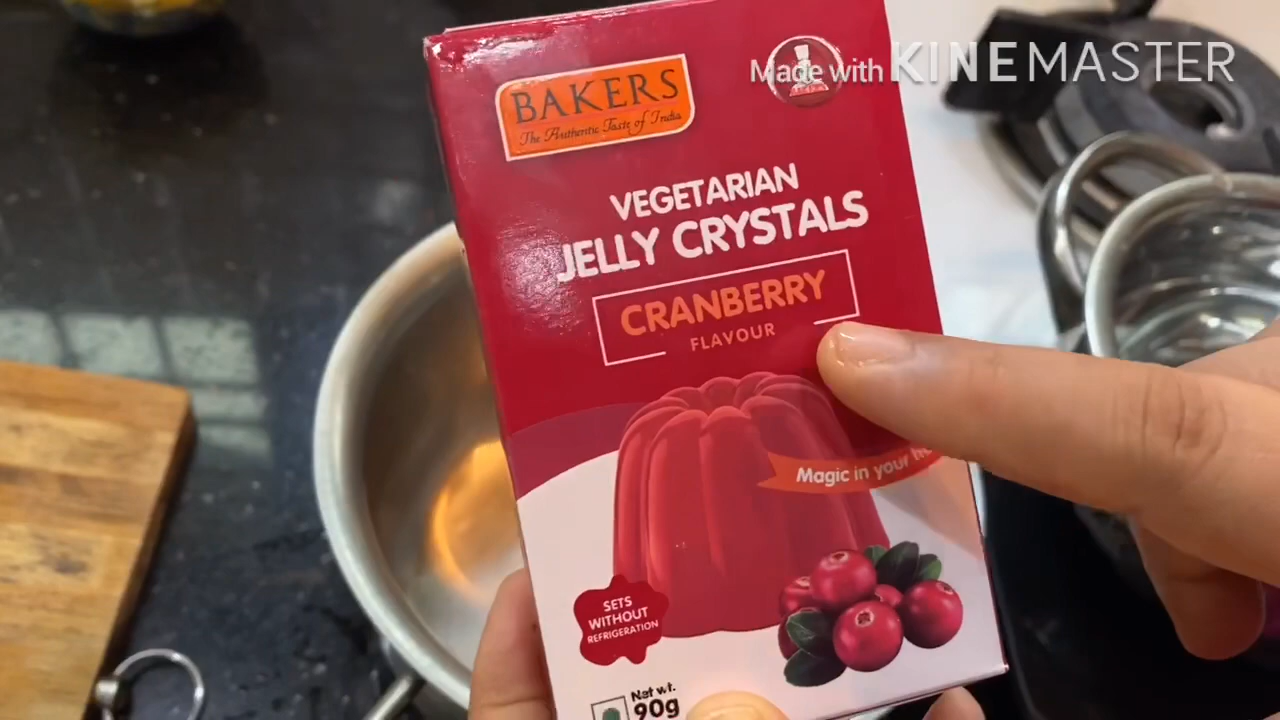 Made with KINEMASTER
BAKERS
The Authentic Taste of India
VEGETARIAN
JELLY CRYSTALS
CRANBERRY
FLAVOUR
Magic in your
SETS
WITHOUT
REFRIGERATION
Net wt.
90g